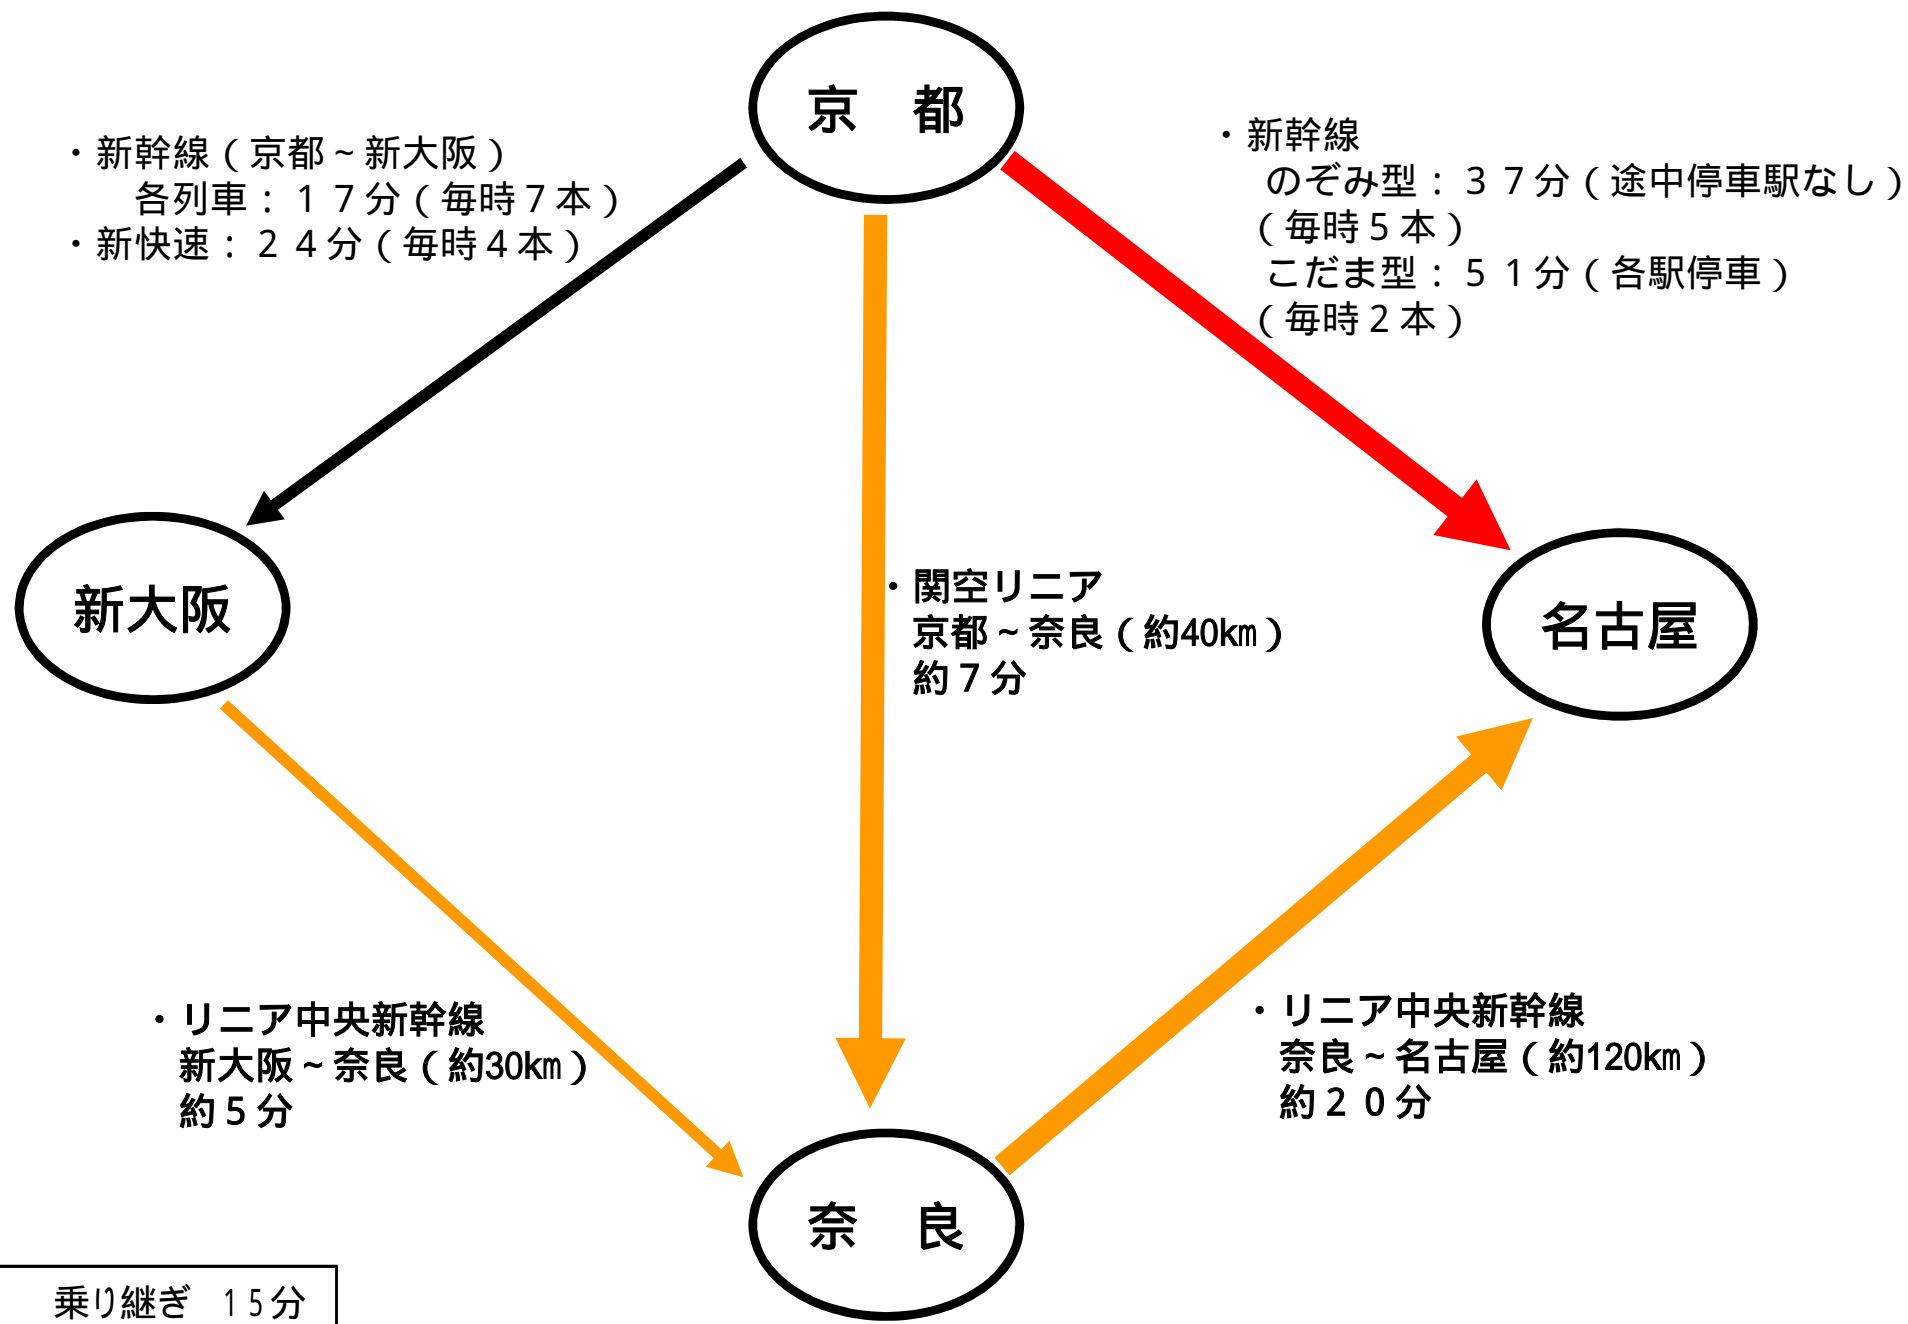 京　都
・新幹線（京都～新大阪）
各列車：１７分（毎時７本）
・新快速：２４分（毎時４本）
・新幹線
のぞみ型：３７分（途中停車駅なし）
（毎時５本）
こだま型：５１分（各駅停車）
（毎時２本）
新大阪
・関空リニア
京都～奈良（約40km）
約７分
名古屋
・リニア中央新幹線
新大阪～奈良（約30km）
約５分
・リニア中央新幹線
奈良～名古屋（約120km）
約２０分
奈　良
乗り継ぎ　15分